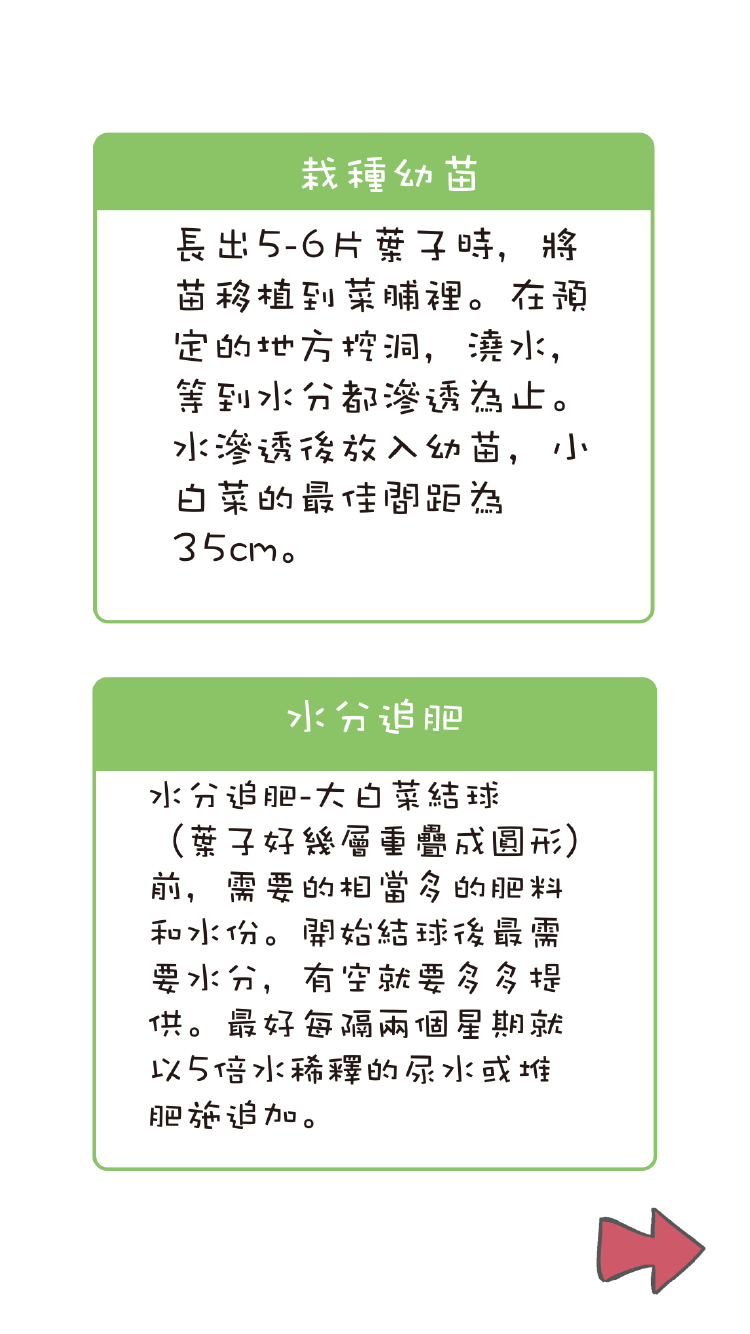 栽種幼苗
長出5-6片葉子時，將
苗移植到菜脯裡。在預
定的地方挖洞，澆水，
等到水分都滲透為止。
水滲透後放入幼苗，小
白菜的最佳間距為
35cm。
水分追肥
水分追肥-大白菜結球
（葉子好幾層重疊成圓形）
前，需要的相當多的肥料
和水份。開始結球後最需
要水分，有空就要多多提
供。最好每隔兩個星期就
以5倍水稀釋的尿水或堆
肥施追加。